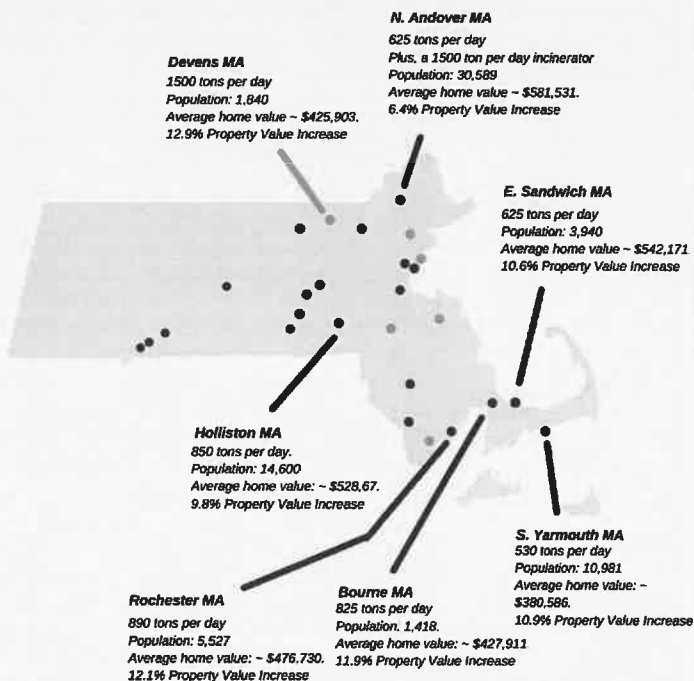 N. Andover MA
625 tons per day
Plus, a 1500 ton per day incinerator
Population: 30,589
Average home value ~ $581,531.
6.4% Property Value Increase
Devens MA
1500 tons per day
Population: 1,840
Average home value ~ $425,903.
12.9% Property Value Increase
E. Sandwich MA
625 tons per day
Population: 3,940
Average home value ~ $542,171
10.6% Property Value Increase
Holliston MA
850 tons per day.
Population: 14,600
Average home value: ~ $528,67.
9.8% Property Value Increase
S. Yarmouth MA
530 tons per day
Population: 10,981
Average home value: ~
$380,586.
10.9% Property Value Increase
Bourne MA
825 tons per day
Population. 1,418.
Average home value: ~ $427,911
11.9% Property Value Increase
Rochester MA
890 tons per day
Population: 5,527
Average home value: ~ $476,730.
12.1% Property Value Increase